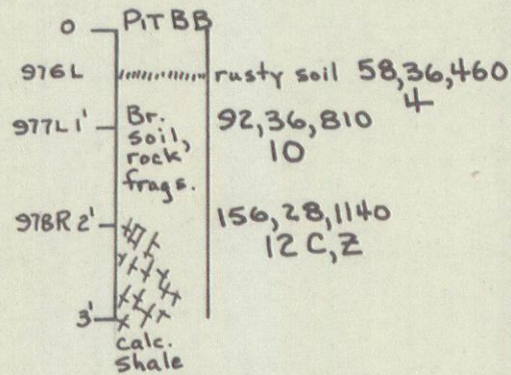 0 PIT BB
976L rusty soil 58,36,460
4
977L 1' Br. soil, rock frags. 92,36,810
10
978R 2' 156,28,1140
12 C,Z
3'
calc.
shale